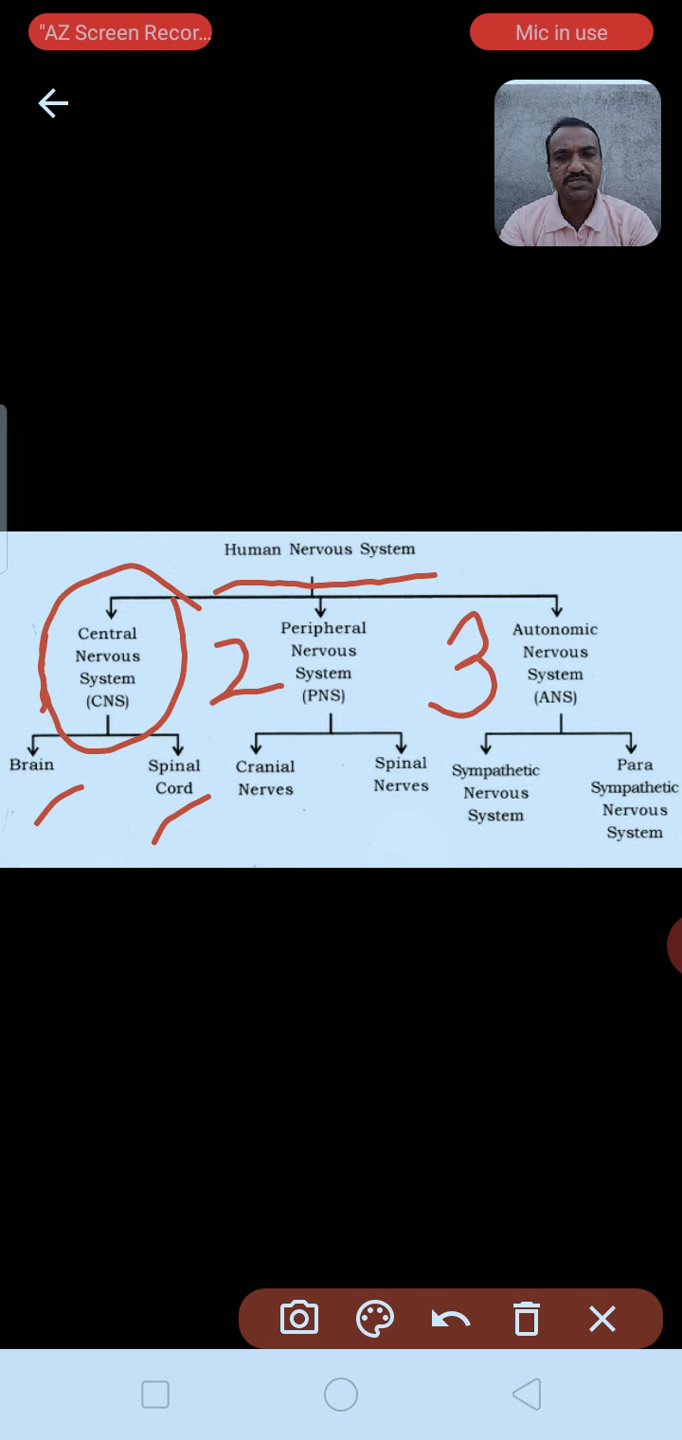 "AZ Screen Recor...
Mic in use
Human Nervous System
Central
Nervous
System
(CNS)
2
Peripheral
Nervous
System
(PNS)
3
Autonomic
Nervous
System
(ANS)
Brain
Spinal
Cord
Cranial
Nerves
Spinal
Nerves
Sympathetic
Nervous
System
Para
Sympathetic
Nervous
System